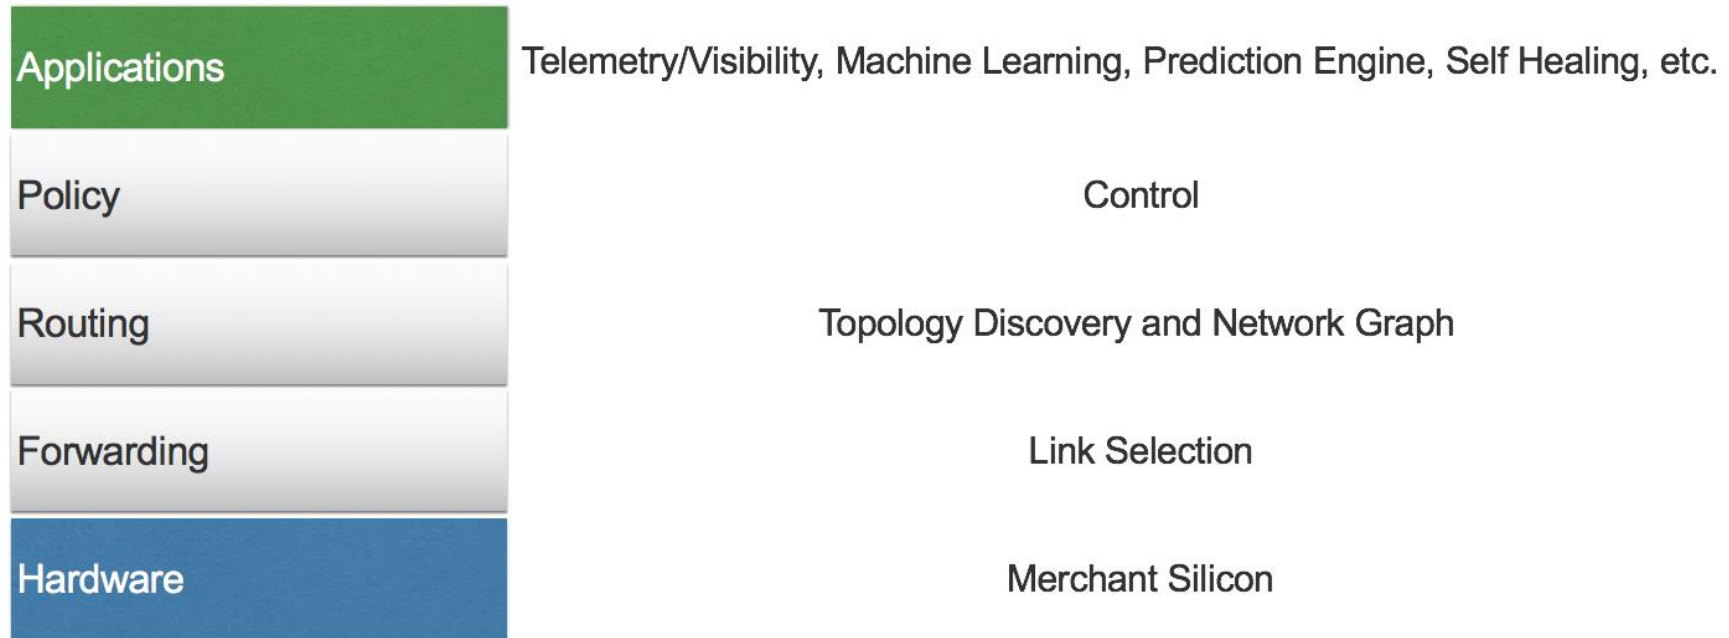 Applications
Telemetry/Visibility, Machine Learning, Prediction Engine, Self Healing, etc.
Policy
Control
Routing
Topology Discovery and Network Graph
Forwarding
Link Selection
Hardware
Merchant Silicon